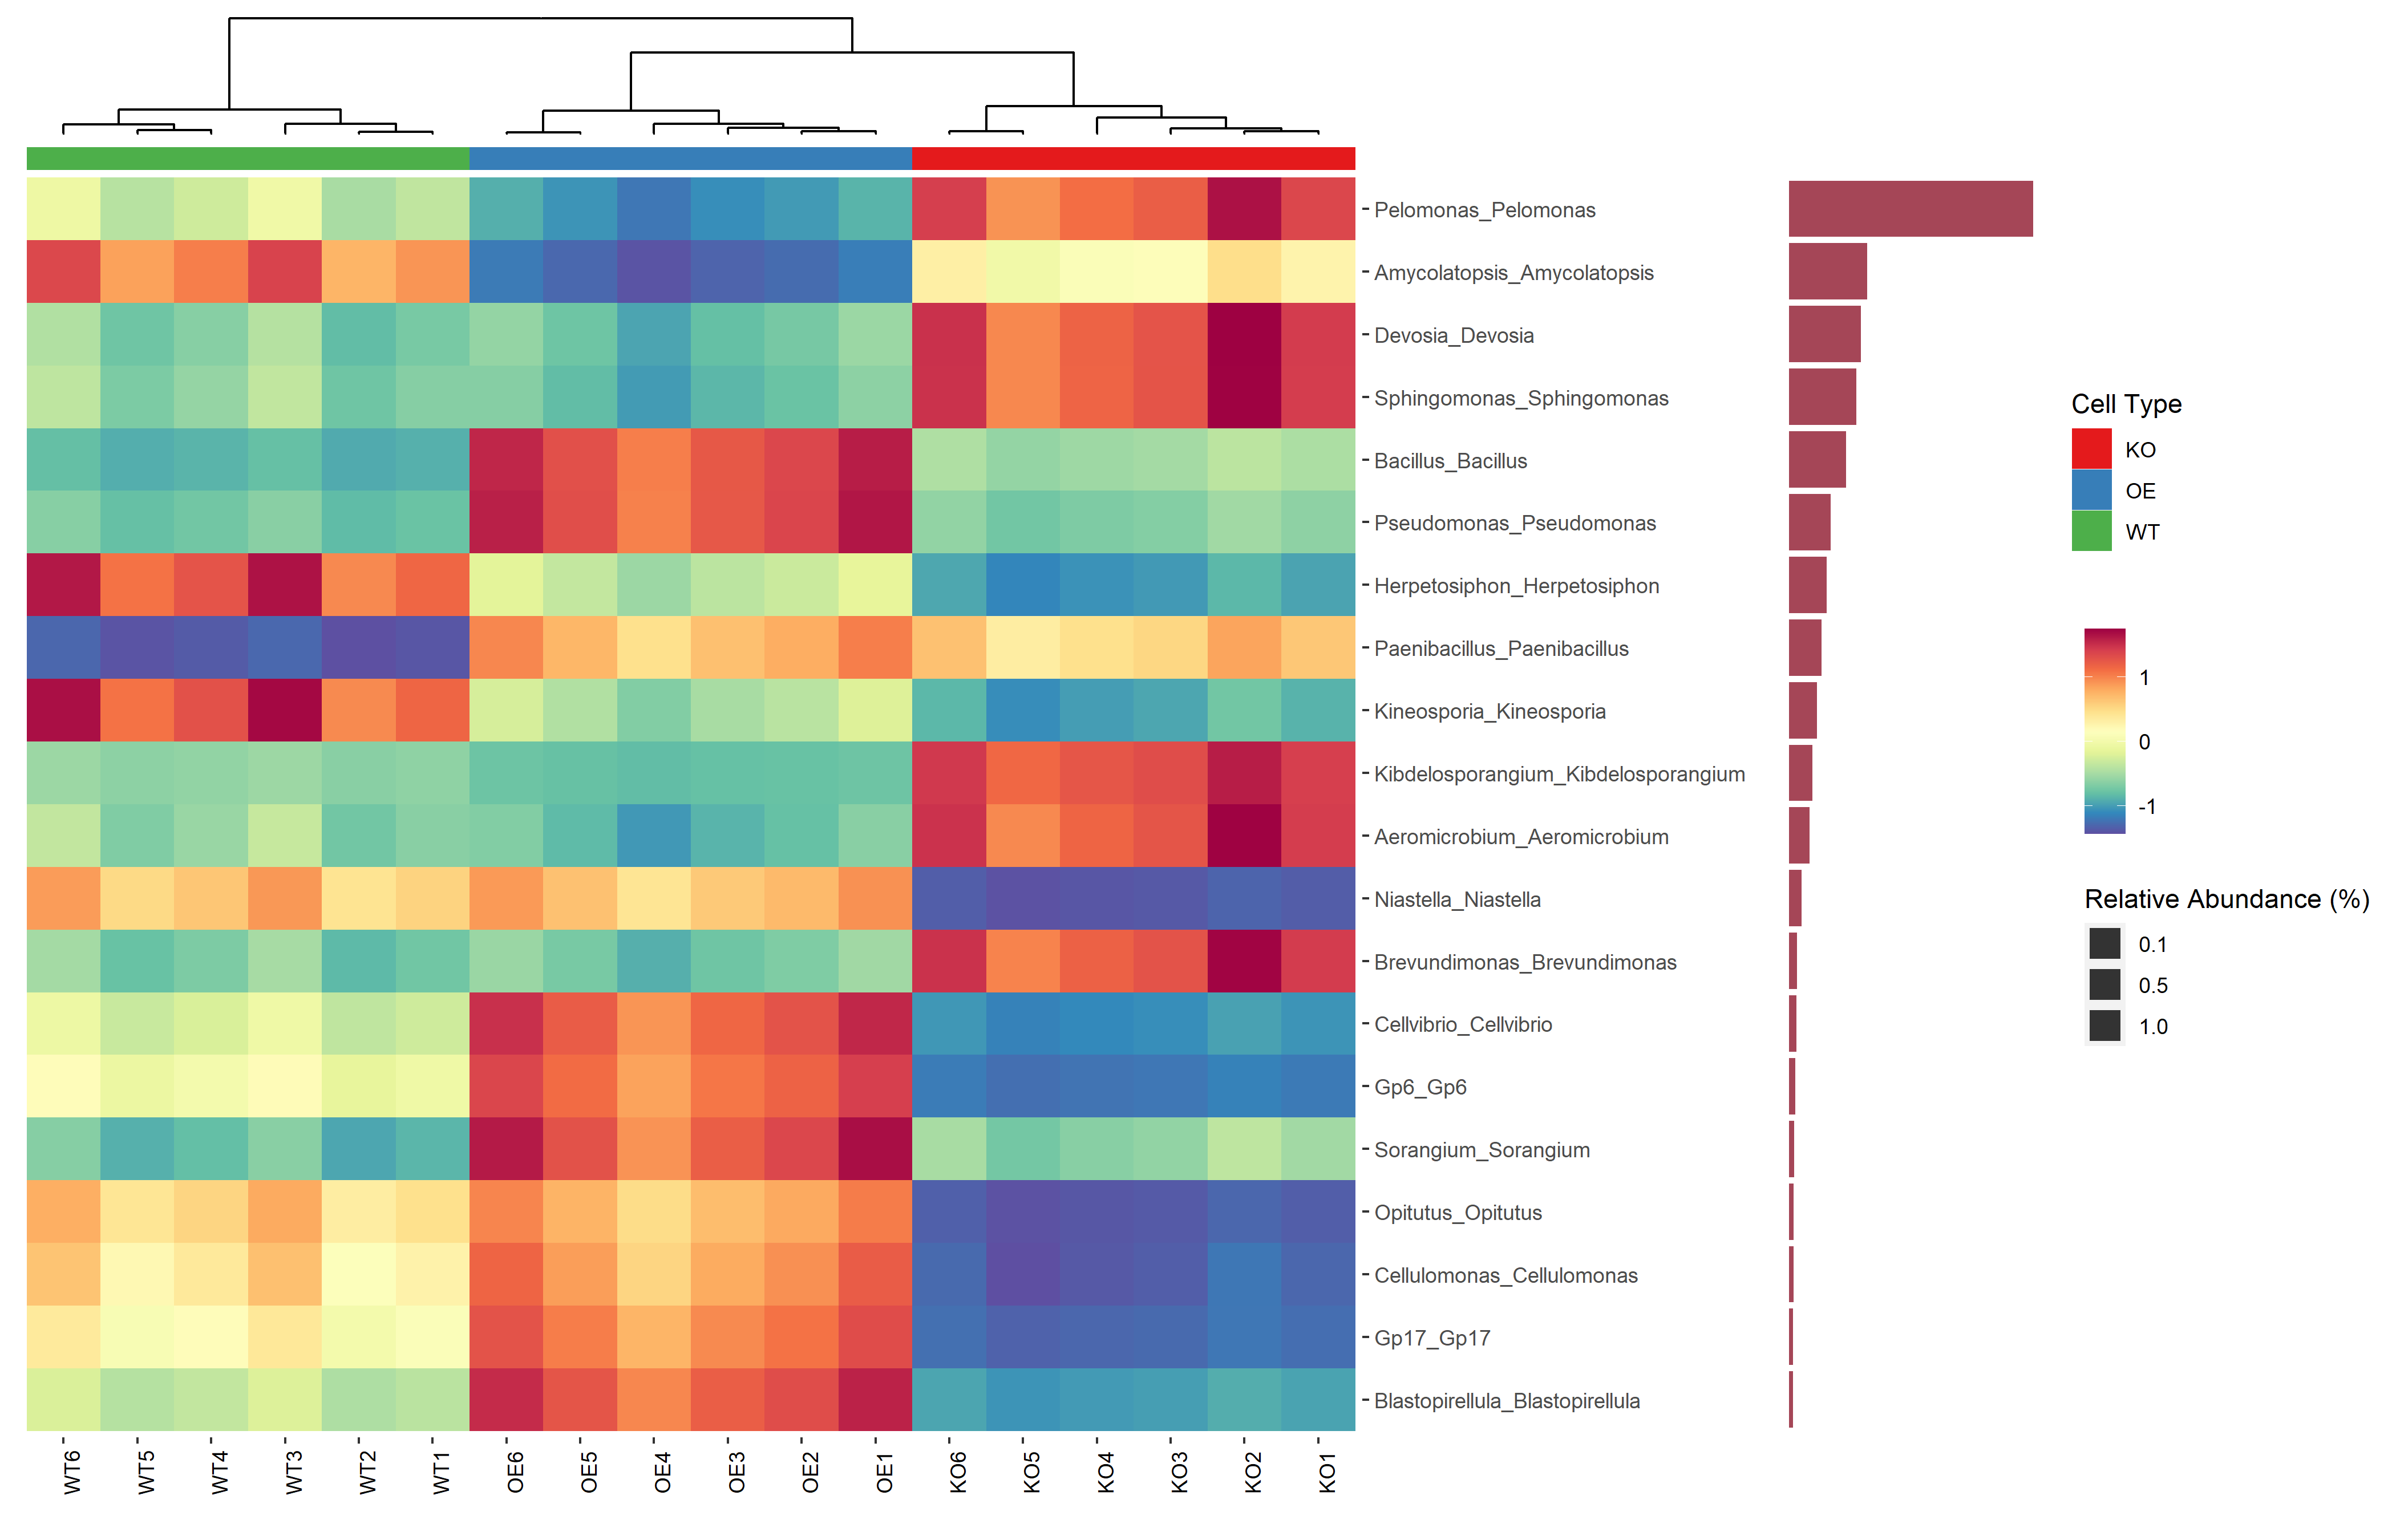 Pelomonas_Pelomonas
Amycolatopsis_Amycolatopsis
Devosia_Devosia
Sphingomonas_Sphingomonas
Bacillus_Bacillus
Pseudomonas_Pseudomonas
Herpetosiphon_Herpetosiphon
Paenibacillus_Paenibacillus
Kineosporia_Kineosporia
Kibdelosporangium_Kibdelosporangium
Aeromicrobium_Aeromicrobium
Niastella_Niastella
Brevundimonas_Brevundimonas
Cellvibrio_Cellvibrio
Gp6_Gp6
Sorangium_Sorangium
Opitutus_Opitutus
Cellulomonas_Cellulomonas
Gp17_Gp17
Blastopirellula_Blastopirellula
WT6
WT5
WT4
WT3
WT2
WT1
OE6
OE5
OE4
OE3
OE2
OE1
KO6
KO5
KO4
KO3
KO2
KO1
Cell Type
KO
OE
WT
1
0
-1
Relative Abundance (%)
0.1
0.5
1.0